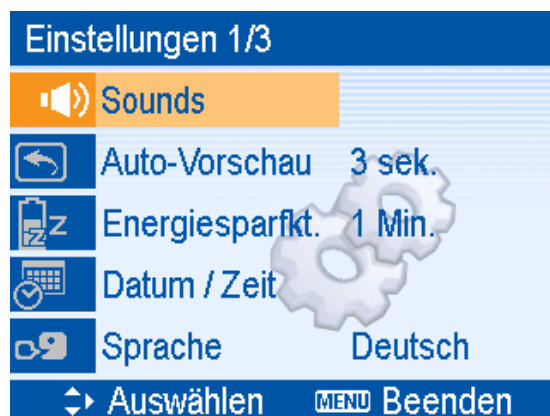 Einstellungen 1/3
Sounds
Auto-Vorschau 3 sek.
Energiesparfkt. 1 Min.
Datum / Zeit
Sprache Deutsch
Auswählen MENU Beenden